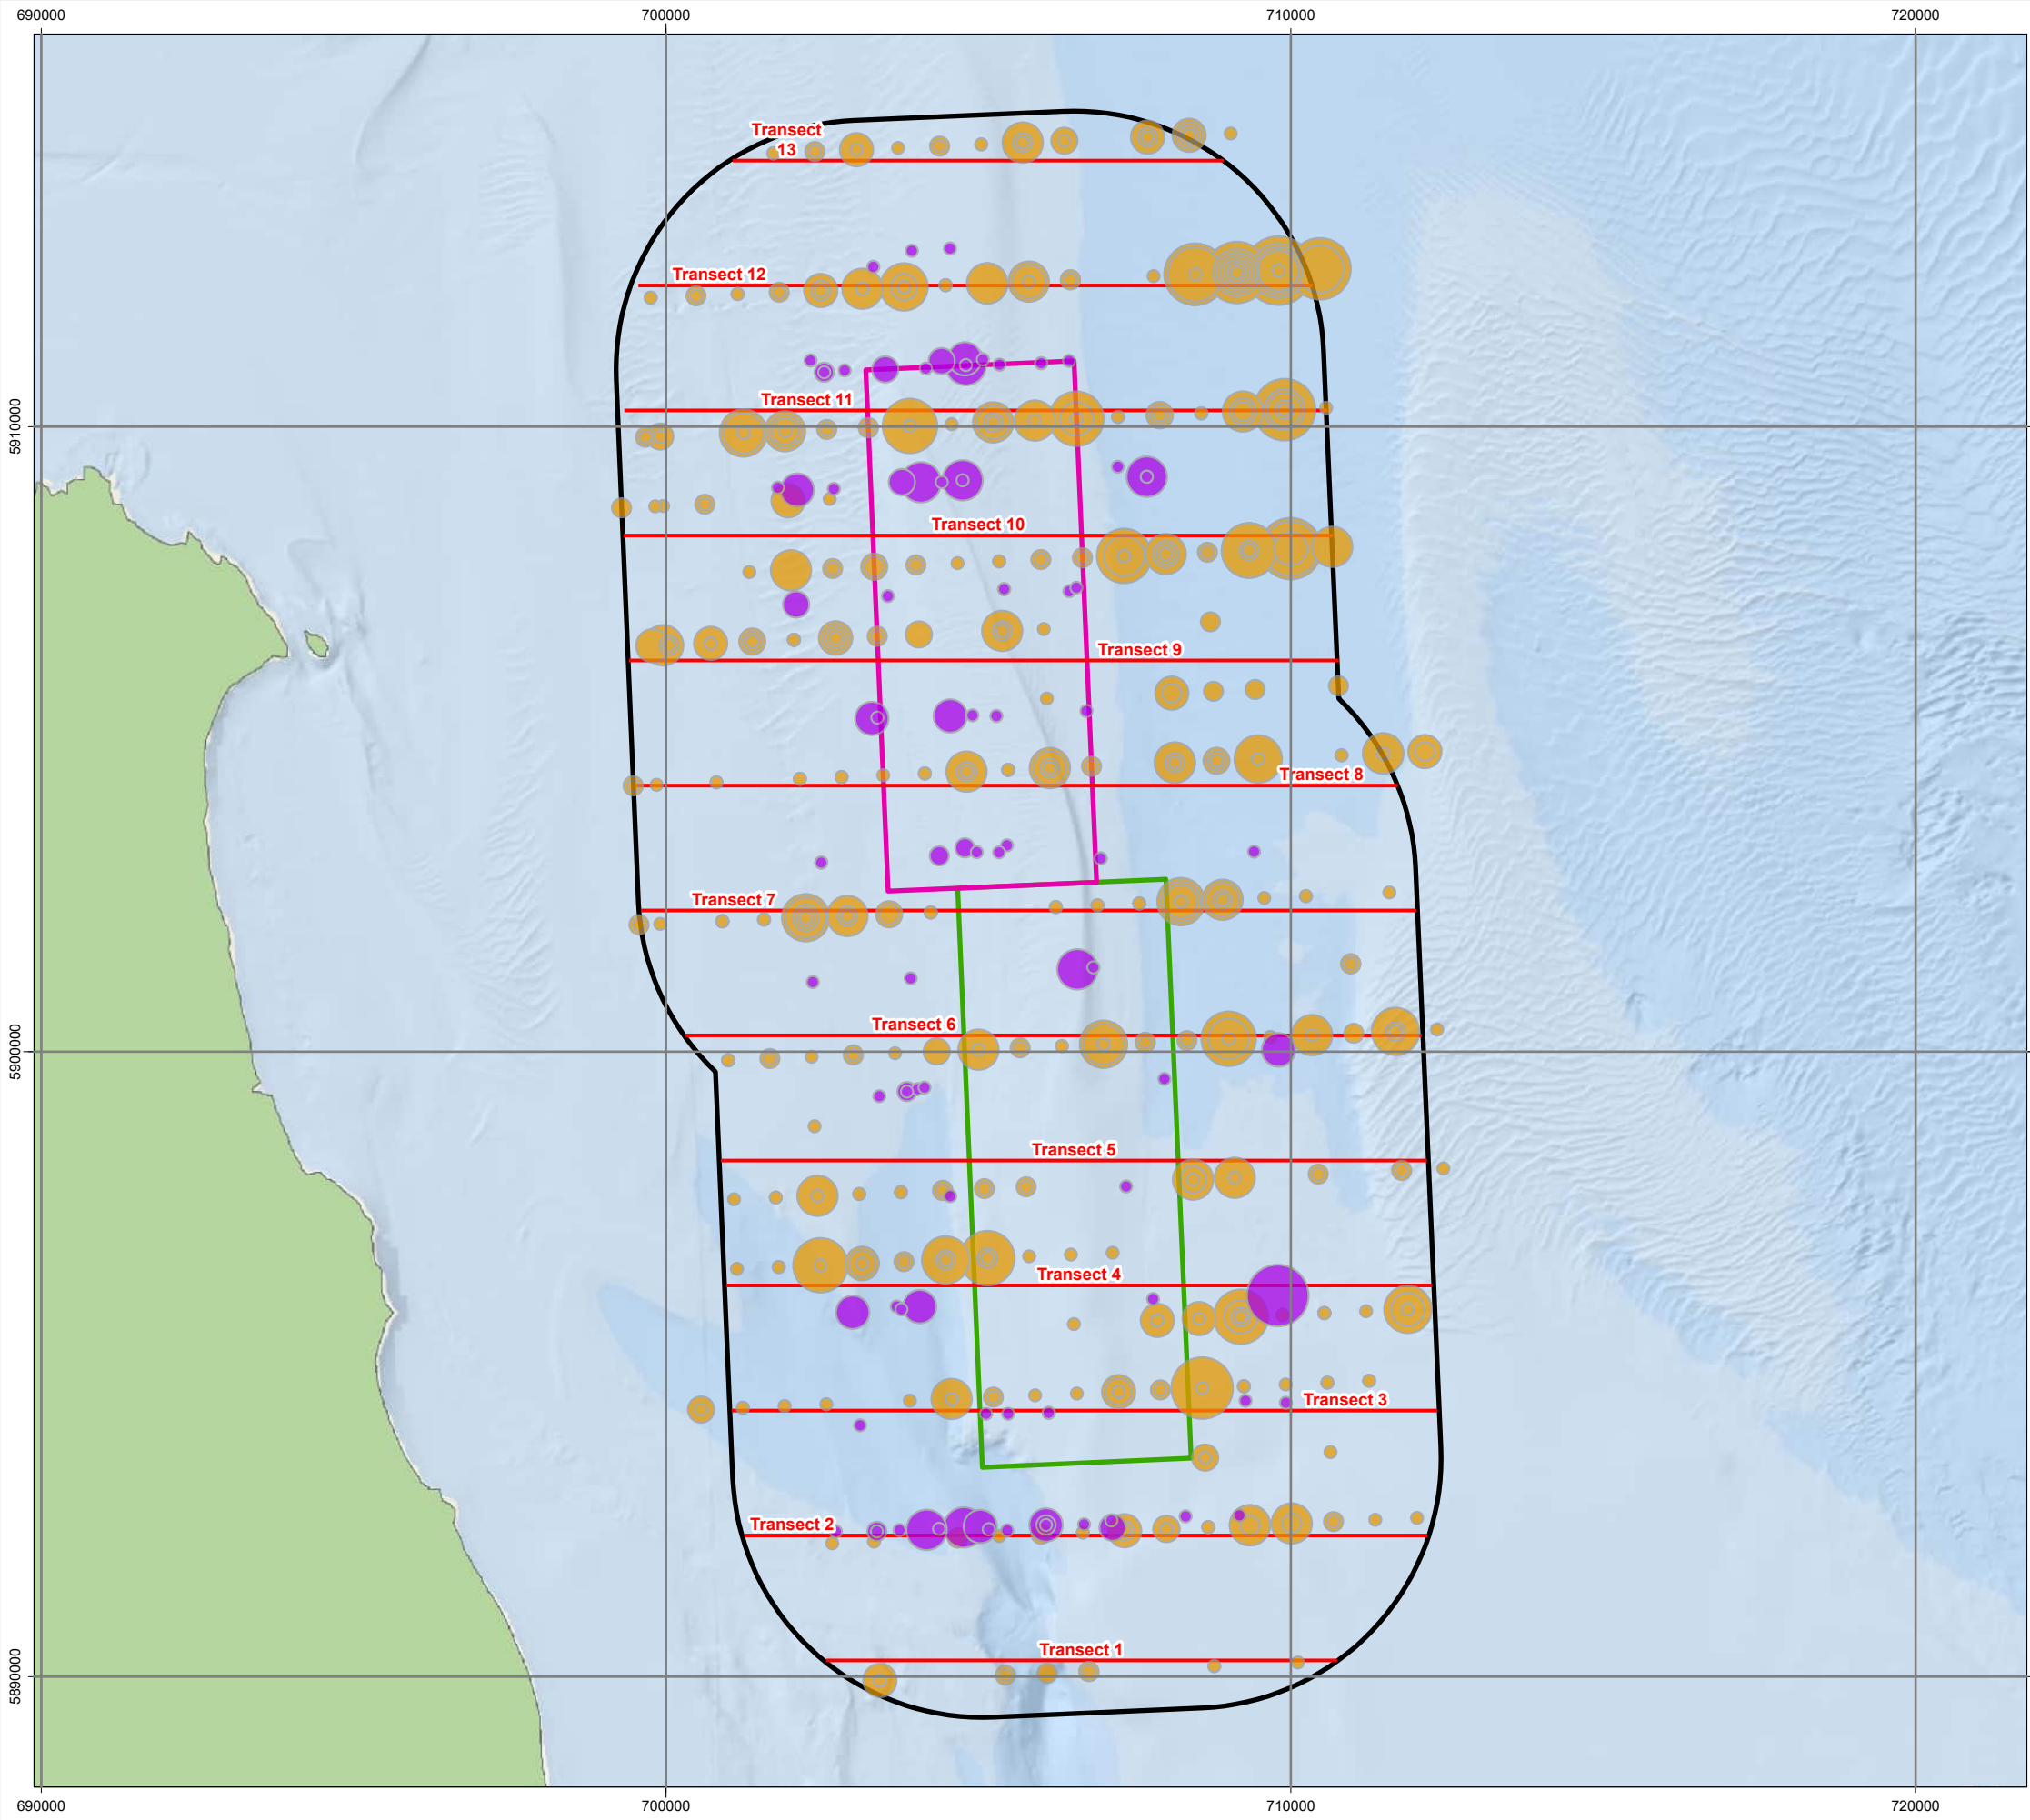 690000
700000
710000
720000
Transect
13
Transect 12
Transect 11
5910000
Transect 10
Transect 9
Transect 8
Transect 7
Transect 6
5900000
Transect 5
Transect 4
Transect 3
Transect 2
Transect 1
5890000
690000
700000
710000
720000